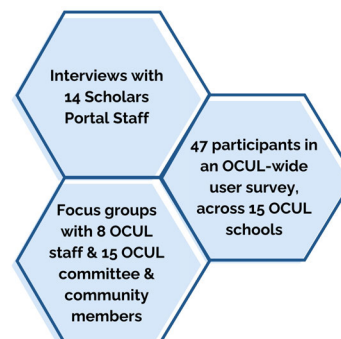 Interviews with
14 Scholars
Portal Staff
47 participants in
an OCUL-wide
user survey,
across 15 OCUL
schools
Focus groups
with 8 OCUL
staff & 15 OCUL
committee &
community
members